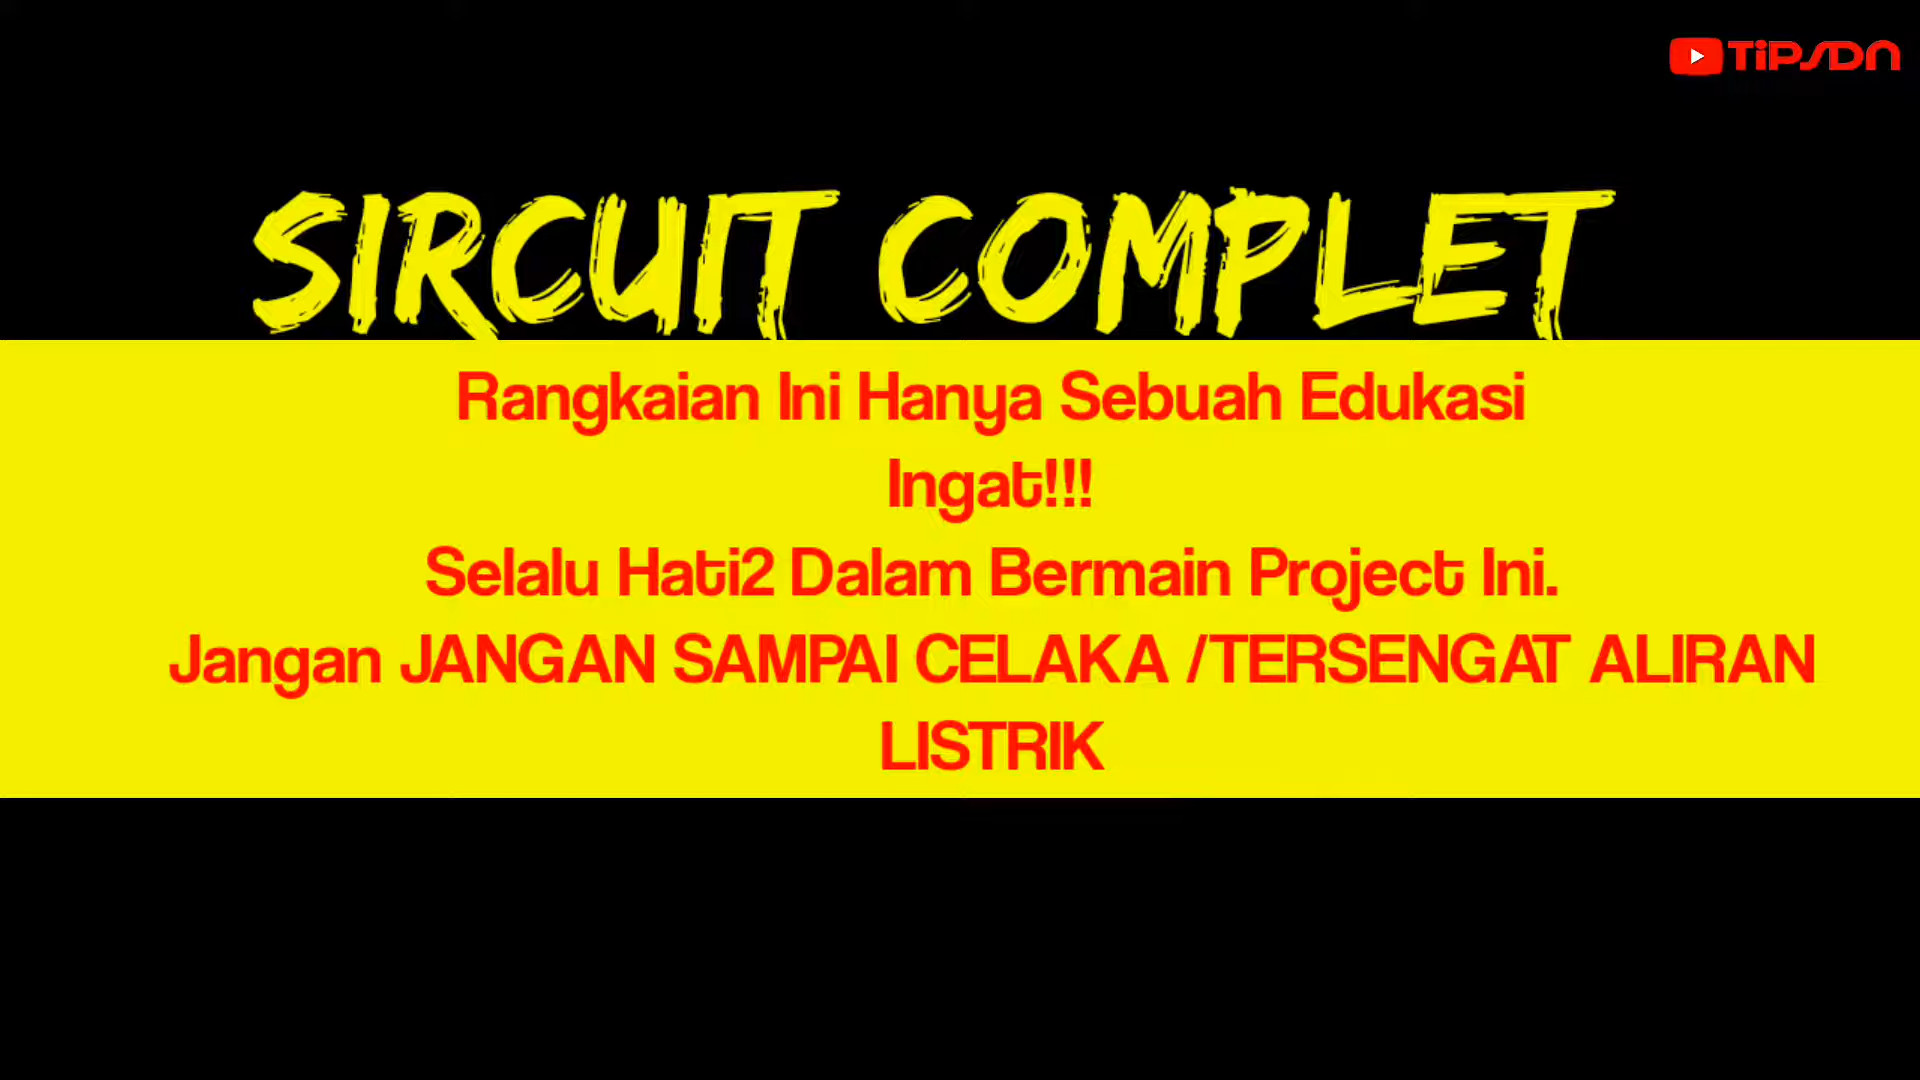 TiPSDN
SIRCUIT COMPLET
Rangkaian Ini Hanya Sebuah Edukasi
Ingat!!!
Selalu Hati2 Dalam Bermain Project Ini.
Jangan JANGAN SAMPAI CELAKA /TERSENGAT ALIRAN
LISTRIK